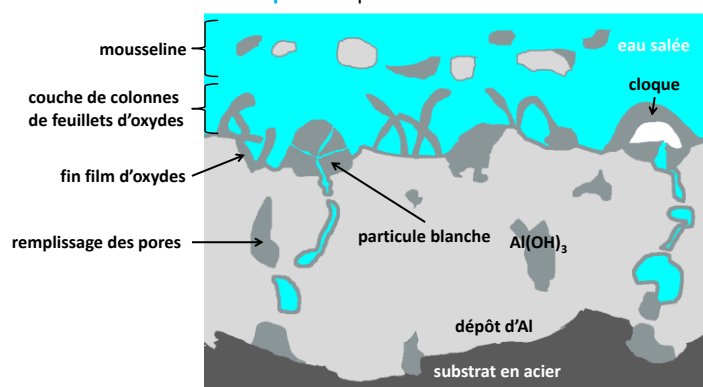 mousseline
eau salée
cloque
couche de colonnes
de feuillets d'oxydes
fin film d'oxydes
particule blanche
remplissage des pores
Al(OH)₃
dépôt d'Al
substrat en acier